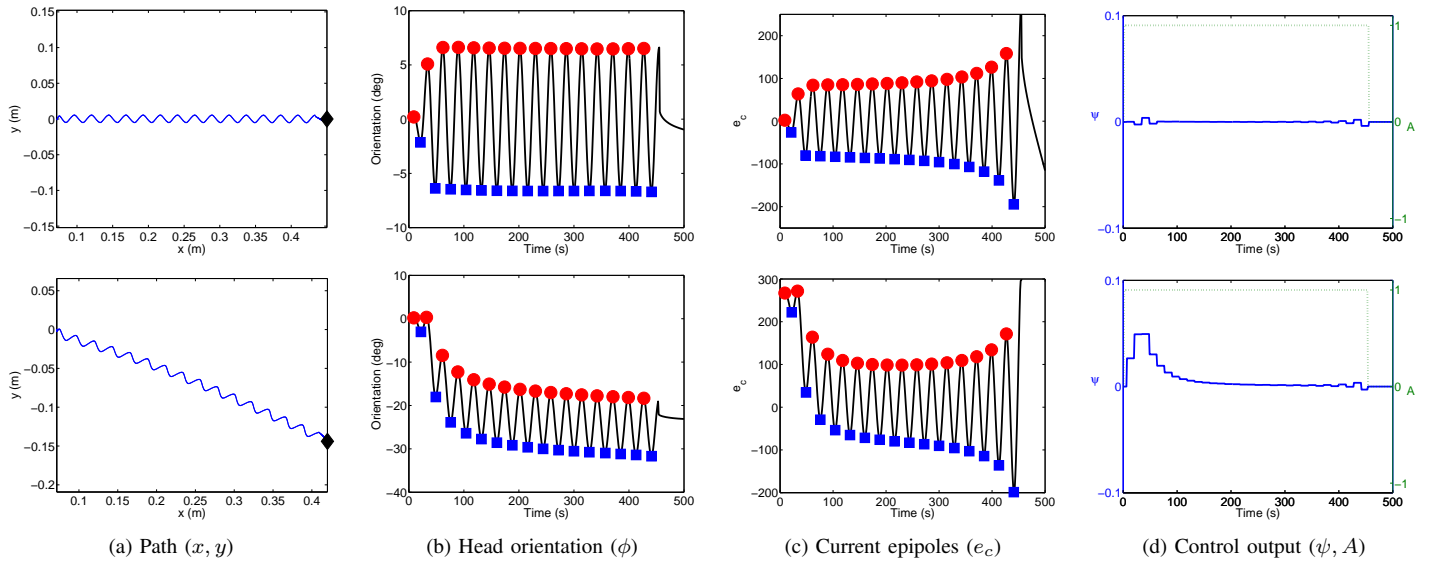 0.15
0.1
0.05
0
−0.05
−0.1
−0.15
0.1 0.15 0.2 0.25 0.3 0.35 0.4
x (m)
y (m)
10
5
0
−5
−10
0 100 200 300 400 500
Time (s)
Orientation (deg)
200
100
0
−100
−200
0 100 200 300 400 500
Time (s)
e_c
0.1
0
−0.1
ψ
1
0
−1
A
0 100 200 300 400 500
Time (s)
0.05
0
−0.05
−0.1
−0.15
−0.2
0.1 0.15 0.2 0.25 0.3 0.35 0.4
x (m)
y (m)
10
0
−10
−20
−30
−40
0 100 200 300 400 500
Time (s)
Orientation (deg)
300
200
100
0
−100
−200
0 100 200 300 400 500
Time (s)
e_c
0.1
0
−0.1
ψ
1
0
−1
A
0 100 200 300 400 500
Time (s)
(a) Path (x, y)
(b) Head orientation (ϕ)
(c) Current epipoles (e_c)
(d) Control output (ψ, A)